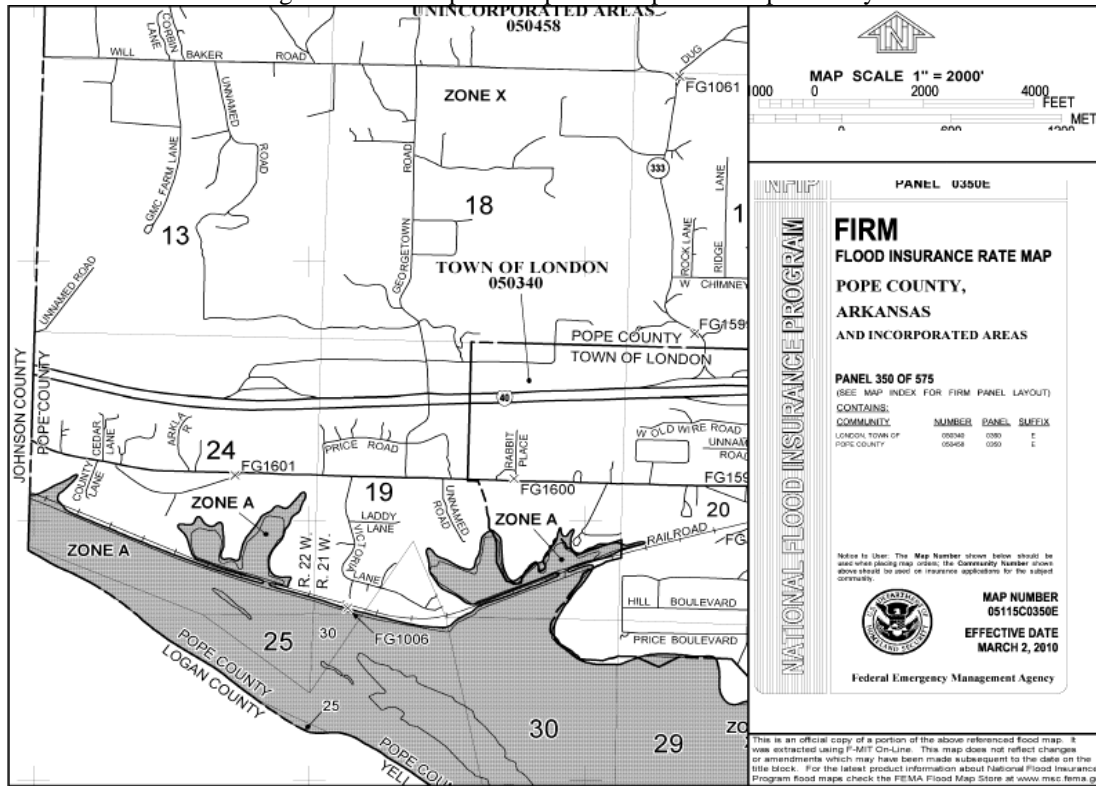 UNINCORPORATED AREAS
050458
CORBIN
LANE
WILL BAKER ROAD
DUG
FG1061
ZONE X
UNNAMED
ROAD
GMC FARM LANE
13
18
333
ROAD
GEORGETOWN
LANE
RIDGE
ROCK LANE
W CHIMNEY
TOWN OF LONDON
050340
UNNAMED ROAD
POPE COUNTY
TOWN OF LONDON
JOHNSON COUNTY
POPE COUNTY
40
CEDAR
LANE
ARKLA
24
PRICE ROAD
RABBIT
PLACE
W OLD WIRE ROAD
FG1601
FG1600
COUNTY
LANE
ZONE A
19
UNNAMED
ROAD
LADDY
LANE
VICTORIA
LANE
ZONE A
20
RAILROAD
ZONE A
R. 22 W.
R. 21 W.
HILL BOULEVARD
PRICE BOULEVARD
25
30
FG1006
POPE COUNTY
LOGAN COUNTY
25
30
29
MAP SCALE 1" = 2000'
0 2000 4000
FEET
NFIP
PANEL 0350E
NATIONAL FLOOD INSURANCE PROGRAM
FIRM
FLOOD INSURANCE RATE MAP
POPE COUNTY,
ARKANSAS
AND INCORPORATED AREAS
PANEL 350 OF 575
(SEE MAP INDEX FOR FIRM PANEL LAYOUT)
CONTAINS:
COMMUNITY NUMBER PANEL SUFFIX
LONDON, TOWN OF 050340 0350 E
POPE COUNTY 050458 0350 E
Notice to User: The Map Number shown below should be
used when placing map orders; the Community Number shown
above should be used on insurance applications for the subject
community.
MAP NUMBER
05115C0350E
EFFECTIVE DATE
MARCH 2, 2010
Federal Emergency Management Agency
This is an official copy of a portion of the above referenced flood map. It
was extracted using F-MIT On-Line. This map does not reflect changes
or amendments which may have been made subsequent to the date on the
title block. For the latest product information about National Flood Insurance
Program flood maps check the FEMA Flood Map Store at www.msc.fema.g